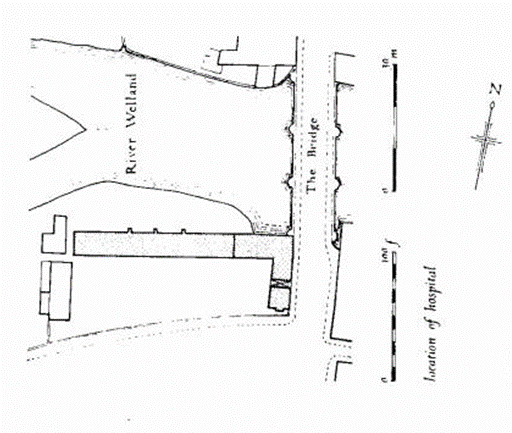 River Welland
The Bridge
30 m
0
100 f
0
N
location of hospital